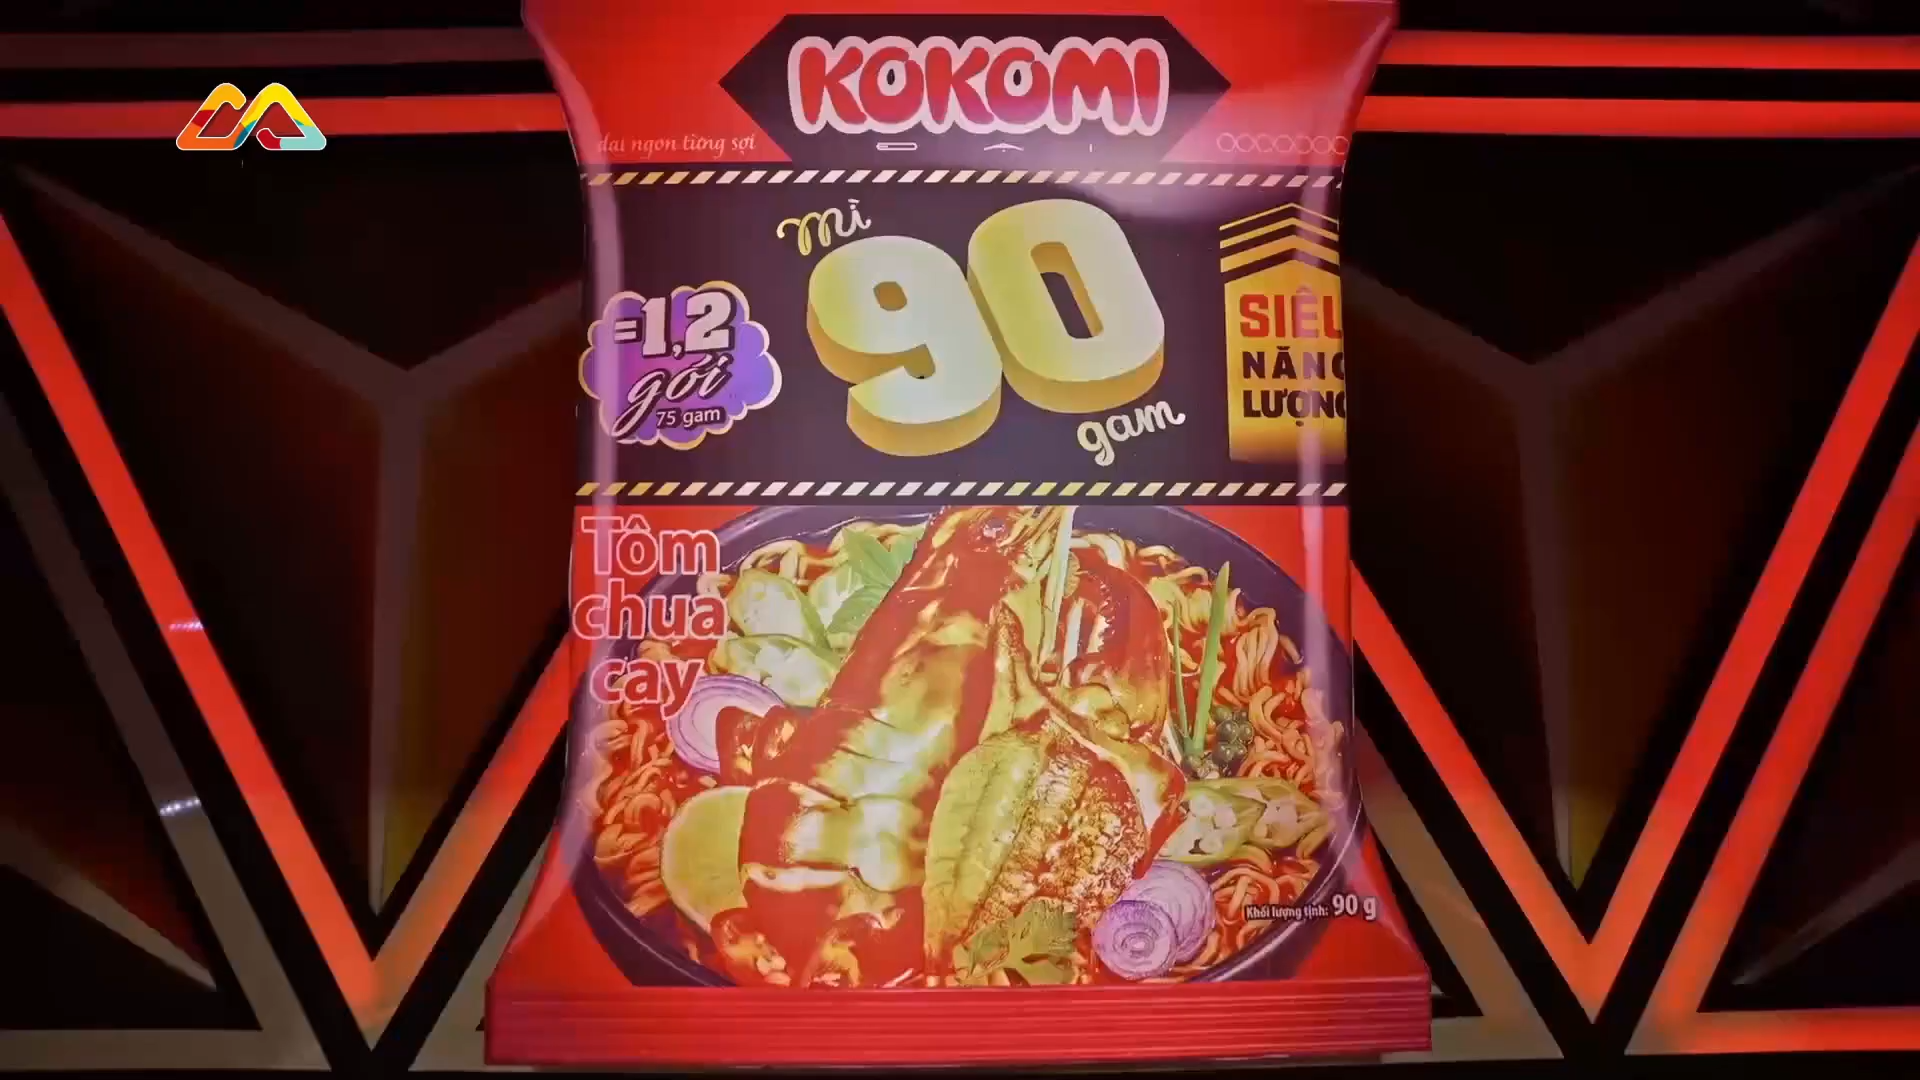 KOKOMI
dai ngon từng sợi
Mì
90
gam
=1,2
gói
75 gam
SIÊU
NĂNG
LƯỢNG
Tôm
chua
cay
Khối lượng tịnh: 90 g